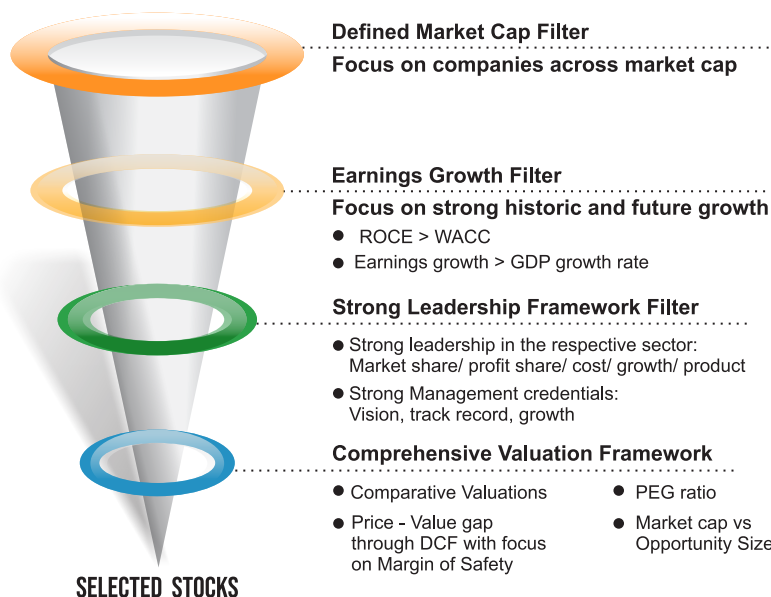 Defined Market Cap Filter
Focus on companies across market cap
Earnings Growth Filter
Focus on strong historic and future growth
● ROCE > WACC
● Earnings growth > GDP growth rate
Strong Leadership Framework Filter
● Strong leadership in the respective sector:
Market share/ profit share/ cost/ growth/ product
● Strong Management credentials:
Vision, track record, growth
Comprehensive Valuation Framework
● Comparative Valuations
● Price - Value gap
through DCF with focus
on Margin of Safety
● PEG ratio
● Market cap vs
Opportunity Size
SELECTED STOCKS